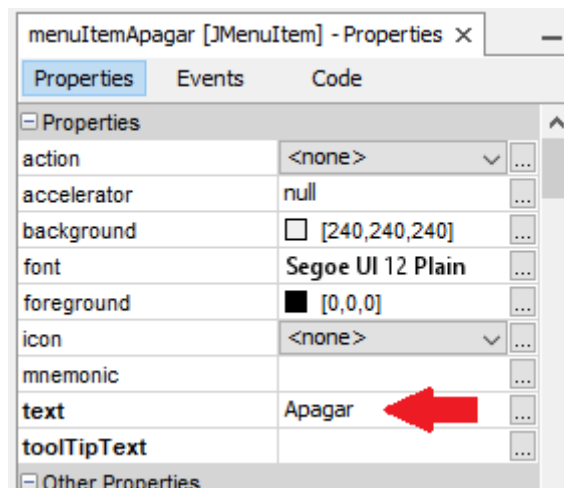 menuItemApagar [JMenuItem] - Properties ×
Properties Events Code
Properties
action <none> ...
accelerator null ...
background [240,240,240] ...
font Segoe UI 12 Plain ...
foreground [0,0,0] ...
icon <none> ...
mnemonic ...
text Apagar ...
toolTipText ...
Other Properties